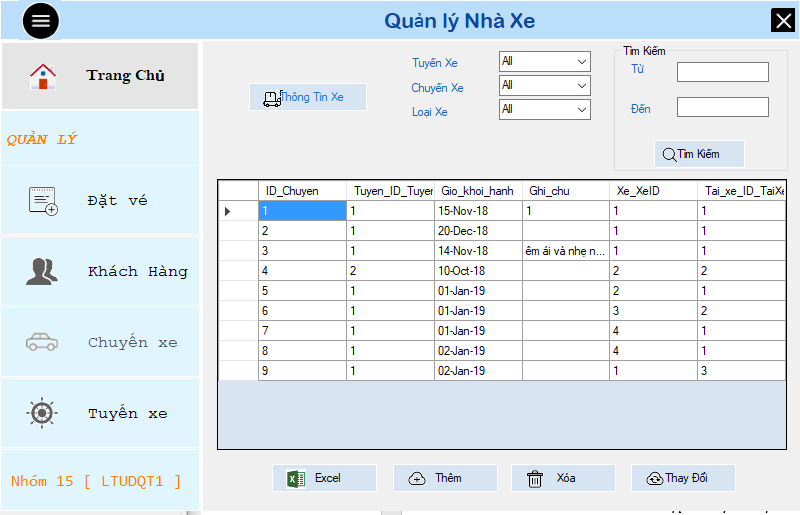 Quản lý Nhà Xe
Trang Chủ
QUẢN LÝ
Đặt vé
Khách Hàng
Chuyến xe
Tuyến xe
Nhóm 15 [ LTUDQT1 ]
Thông Tin Xe
Tuyến Xe All
Chuyến Xe All
Loại Xe All
Tìm Kiếm
Từ
Đến
Tìm Kiếm
ID_Chuyen Tuyen_ID_Tuyen Gio_khoi_hanh Ghi_chu Xe_XeID Tai_xe_ID_TaiXe
1 1 15-Nov-18 1 1 1
2 1 20-Dec-18 1 1
3 1 14-Nov-18 êm ái và nhẹ n... 1 1
4 2 10-Oct-18 2 2
5 1 01-Jan-19 2 1
6 1 01-Jan-19 3 2
7 1 01-Jan-19 4 1
8 1 02-Jan-19 4 1
9 1 02-Jan-19 1 3
Excel Thêm Xóa Thay Đổi